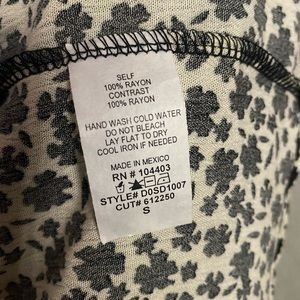 SELF
100% RAYON
CONTRAST
100% RAYON
HAND WASH COLD WATER
DO NOT BLEACH
LAY FLAT TO DRY
COOL IRON IF NEEDED
MADE IN MEXICO
RN # 104403
STYLE# D0SD1007
CUT# 612250
S